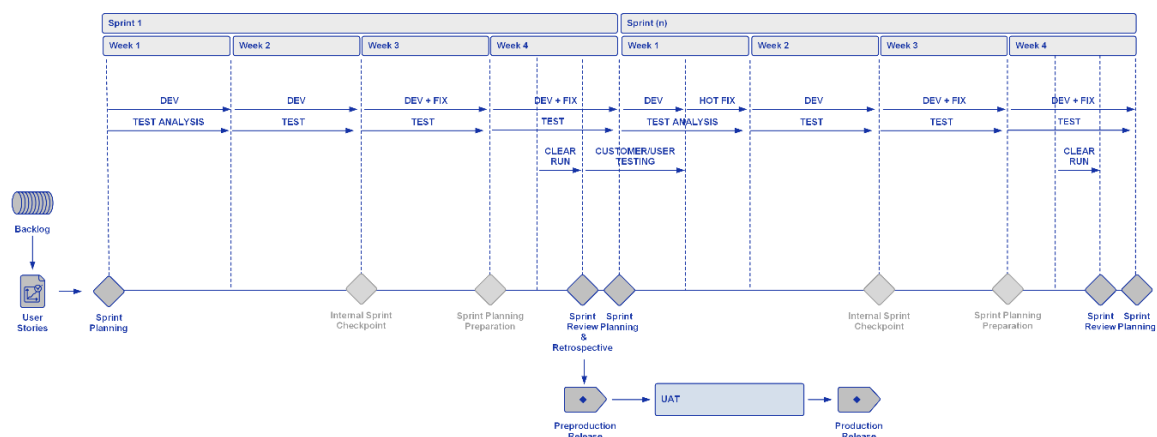 Sprint 1
Sprint (n)
Week 1
Week 2
Week 3
Week 4
Week 1
Week 2
Week 3
Week 4
DEV
DEV
DEV + FIX
DEV + FIX
DEV
HOT FIX
DEV
DEV + FIX
DEV + FIX
TEST ANALYSIS
TEST
TEST
TEST
TEST ANALYSIS
TEST
TEST
TEST
CLEAR
RUN
CUSTOMER/USER
TESTING
CLEAR
RUN
Backlog
User
Stories
Sprint
Planning
Internal Sprint
Checkpoint
Sprint Planning
Preparation
Sprint
Review
&
Retrospective
Sprint
Planning
Internal Sprint
Checkpoint
Sprint Planning
Preparation
Sprint
Review
Sprint
Planning
UAT
Preproduction
Release
Production
Release